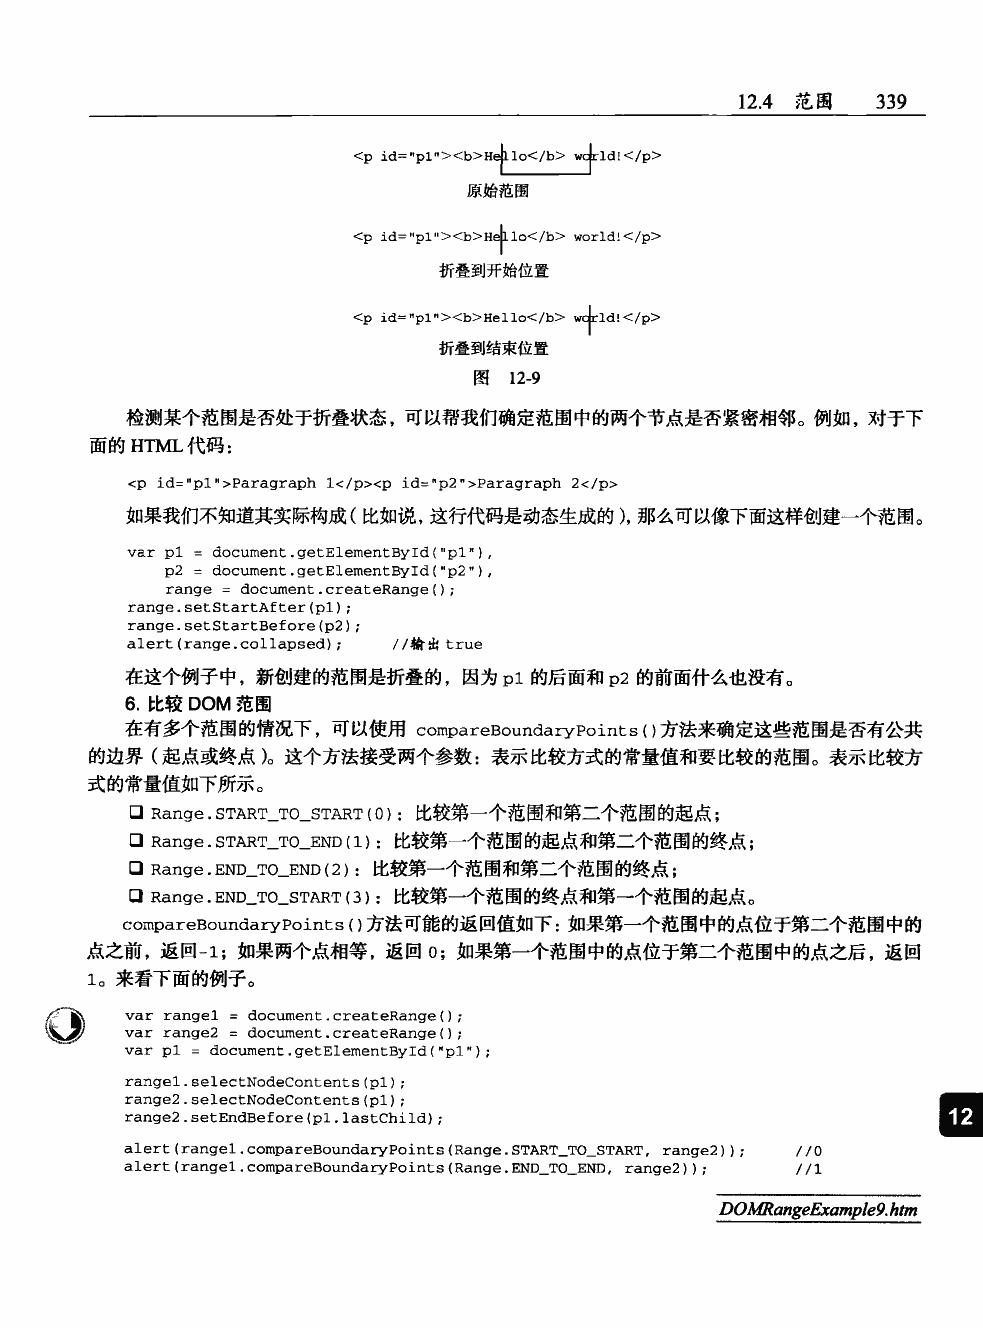 12.4 范围 339
<p id="p1"><b>Hello</b> world!</p>
原始范围
<p id="p1"><b>Hello</b> world!</p>
折叠到开始位置
<p id="p1"><b>Hello</b> world!</p>
折叠到结束位置
图 12-9
检测某个范围是否处于折叠状态，可以帮我们确定范围中的两个节点是否紧密相邻。例如，对于下
面的 HTML 代码：
<p id="p1">Paragraph 1</p><p id="p2">Paragraph 2</p>
如果我们不知道其实际构成（比如说，这行代码是动态生成的），那么可以像下面这样创建一个范围。
var p1 = document.getElementById("p1"),
p2 = document.getElementById("p2"),
range = document.createRange();
range.setStartAfter(p1);
range.setStartBefore(p2);
alert(range.collapsed); //输出 true
在这个例子中，新创建的范围是折叠的，因为 p1 的后面和 p2 的前面什么也没有。
6. 比较 DOM 范围
在有多个范围的情况下，可以使用 compareBoundaryPoints()方法来确定这些范围是否有公共
的边界（起点或终点）。这个方法接受两个参数：表示比较方式的常量值和要比较的范围。表示比较方
式的常量值如下所示。
❑ Range.START_TO_START(0)：比较第一个范围和第二个范围的起点；
❑ Range.START_TO_END(1)：比较第一个范围的起点和第二个范围的终点；
❑ Range.END_TO_END(2)：比较第一个范围和第二个范围的终点；
❑ Range.END_TO_START(3)：比较第一个范围的终点和第一个范围的起点。
compareBoundaryPoints()方法可能的返回值如下：如果第一个范围中的点位于第二个范围中的
点之前，返回-1；如果两个点相等，返回 0；如果第一个范围中的点位于第二个范围中的点之后，返回
1。来看下面的例子。
var range1 = document.createRange();
var range2 = document.createRange();
var p1 = document.getElementById("p1");
range1.selectNodeContents(p1);
range2.selectNodeContents(p1);
range2.setEndBefore(p1.lastChild);
12
alert(range1.compareBoundaryPoints(Range.START_TO_START, range2)); //0
alert(range1.compareBoundaryPoints(Range.END_TO_END, range2)); //1
DOMRangeExample9.htm